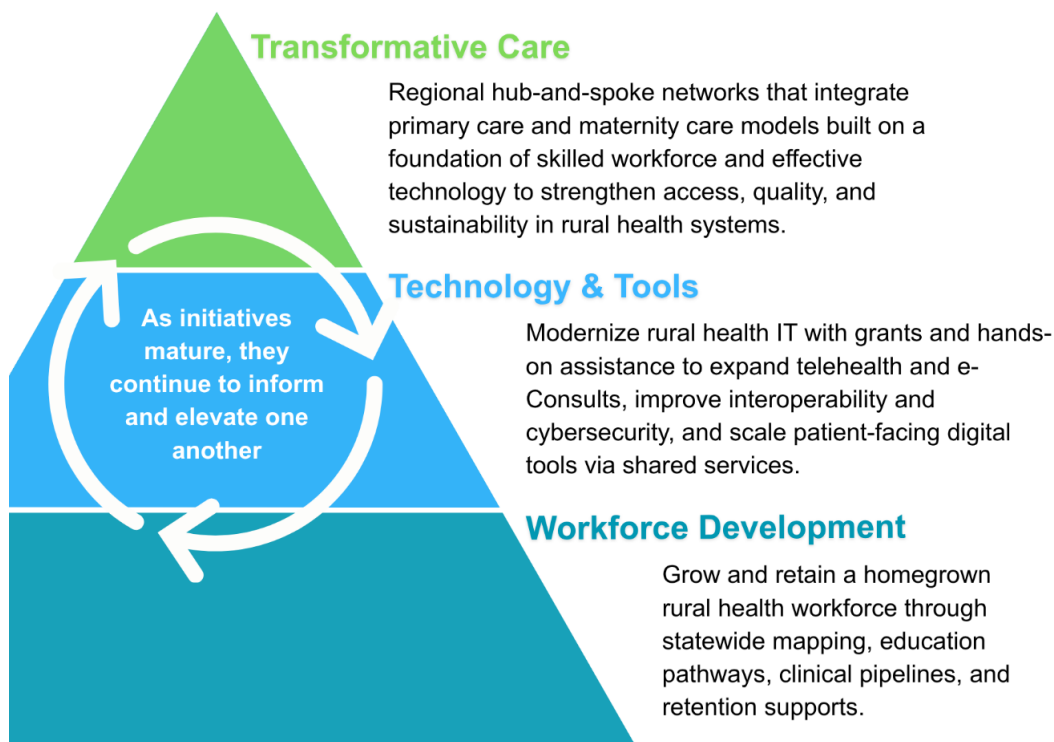 Transformative Care
Regional hub-and-spoke networks that integrate
primary care and maternity care models built on a
foundation of skilled workforce and effective
technology to strengthen access, quality, and
sustainability in rural health systems.
Technology & Tools
Modernize rural health IT with grants and hands-
on assistance to expand telehealth and e-
Consults, improve interoperability and
cybersecurity, and scale patient-facing digital
tools via shared services.
As initiatives
mature, they
continue to inform
and elevate one
another
Workforce Development
Grow and retain a homegrown
rural health workforce through
statewide mapping, education
pathways, clinical pipelines, and
retention supports.